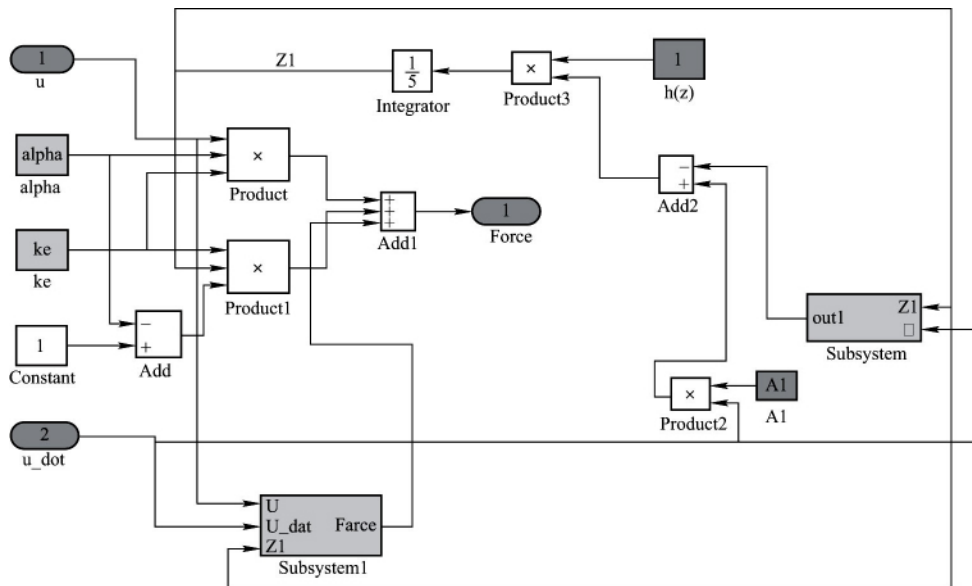 1
u
alpha
alpha
ke
ke
1
Constant
− +
Add
2
u_dot
×
Product
×
Product1
Z1
1/5
Integrator
×
Product3
1
h(z)
+ + +
Add1
1
Force
− +
Add2
out1 Z1
□
Subsystem
×
Product2
A1
A1
U
U_dat Farce
Z1
Subsystem1